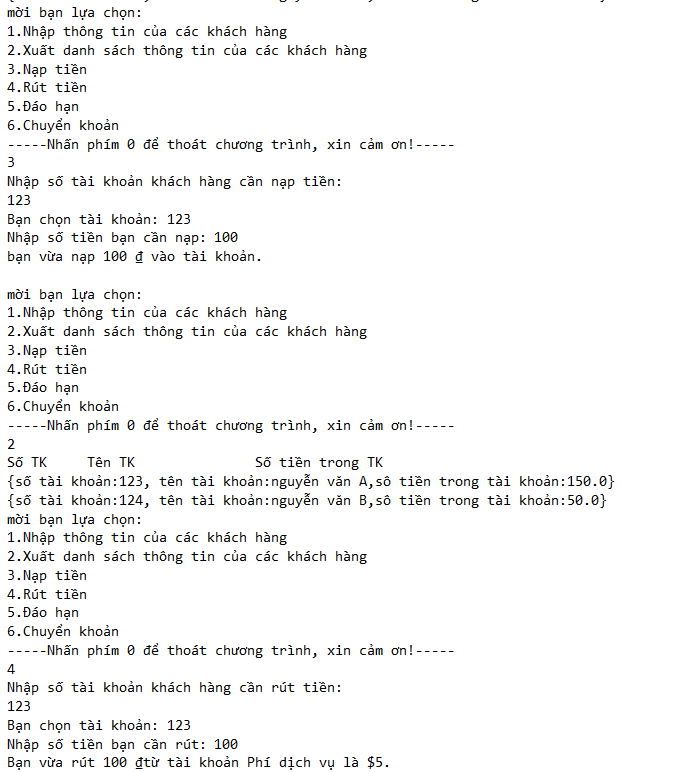 mời bạn lựa chọn:
1.Nhập thông tin của các khách hàng
2.Xuất danh sách thông tin của các khách hàng
3.Nạp tiền
4.Rút tiền
5.Đáo hạn
6.Chuyển khoản
-----Nhấn phím 0 để thoát chương trình, xin cảm ơn!-----
3
Nhập số tài khoản khách hàng cần nạp tiền:
123
Bạn chọn tài khoản: 123
Nhập số tiền bạn cần nạp: 100
bạn vừa nạp 100 ₫ vào tài khoản.
mời bạn lựa chọn:
1.Nhập thông tin của các khách hàng
2.Xuất danh sách thông tin của các khách hàng
3.Nạp tiền
4.Rút tiền
5.Đáo hạn
6.Chuyển khoản
-----Nhấn phím 0 để thoát chương trình, xin cảm ơn!-----
2
Số TK     Tên TK               Số tiền trong TK
{số tài khoản:123, tên tài khoản:nguyễn văn A,sô tiền trong tài khoản:150.0}
{số tài khoản:124, tên tài khoản:nguyễn văn B,sô tiền trong tài khoản:50.0}
mời bạn lựa chọn:
1.Nhập thông tin của các khách hàng
2.Xuất danh sách thông tin của các khách hàng
3.Nạp tiền
4.Rút tiền
5.Đáo hạn
6.Chuyển khoản
-----Nhấn phím 0 để thoát chương trình, xin cảm ơn!-----
4
Nhập số tài khoản khách hàng cần rút tiền:
123
Bạn chọn tài khoản: 123
Nhập số tiền bạn cần rút: 100
Bạn vừa rút 100 ₫từ tài khoản Phí dịch vụ là $5.